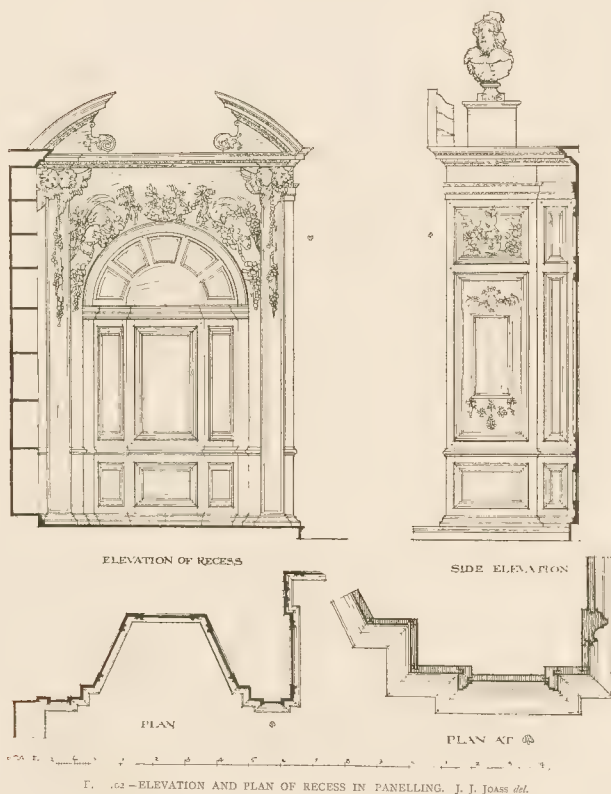 ELEVATION OF RECESS
SIDE ELEVATION
PLAN
PLAN AT
ELEVATION AND PLAN OF RECESS IN PANELLING. J. J. JOASS del.